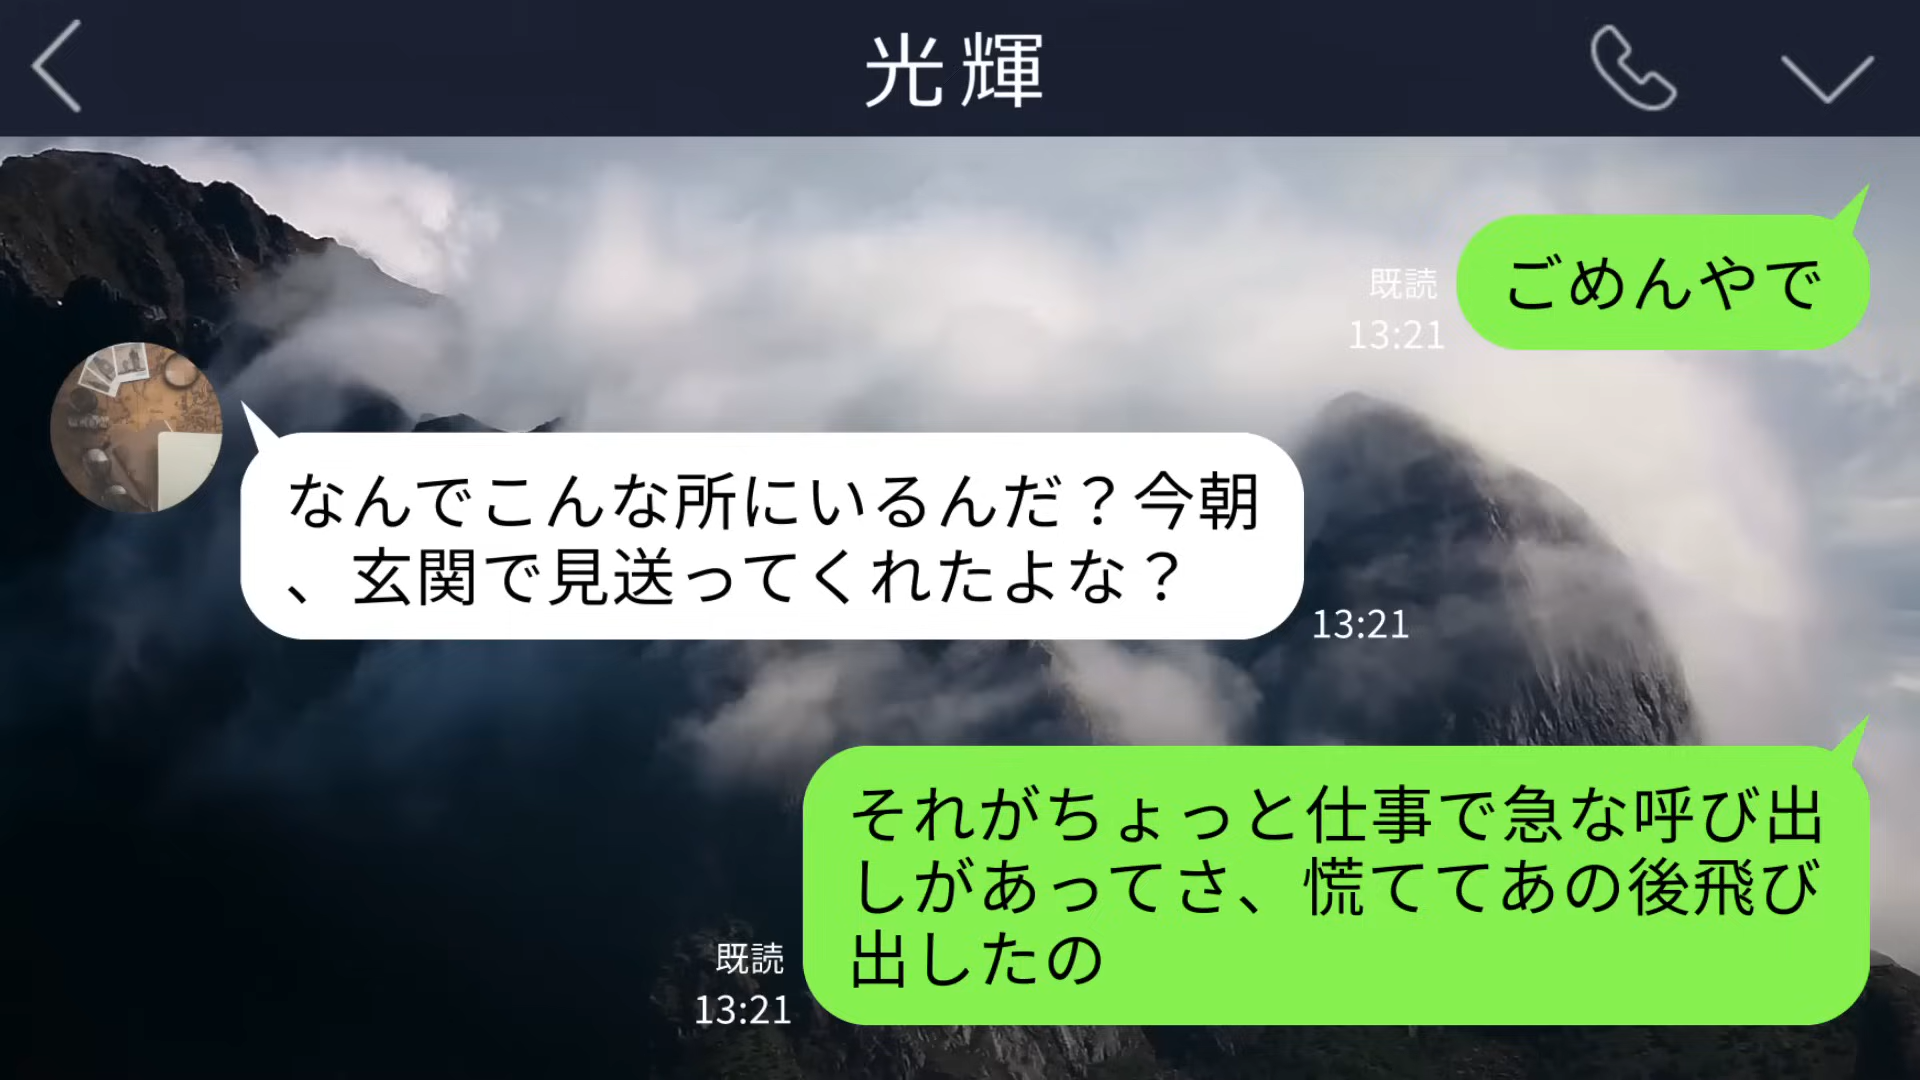 光輝
ごめんやで
既読
13:21
なんでこんな所にいるんだ？今朝
、玄関で見送ってくれたよな？
13:21
それがちょっと仕事で急な呼び出
しがあってさ、慌ててあの後飛び
出したの
既読
13:21